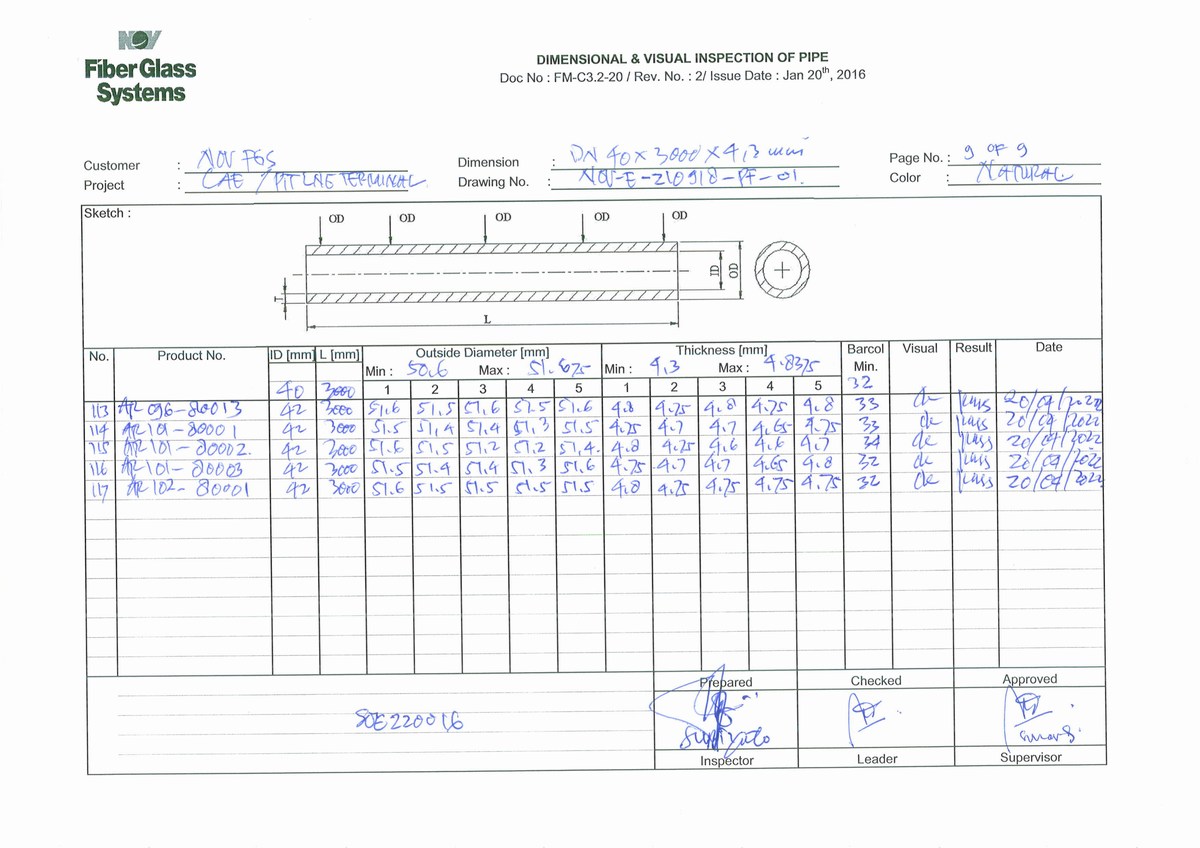 NOV
Fiber Glass
Systems
DIMENSIONAL & VISUAL INSPECTION OF PIPE
Doc No : FM-C3.2-20 / Rev. No. : 2/ Issue Date : Jan 20th, 2016
Customer : NOV FGS
Dimension : DN 40 x 3000 x 4,3 mm
Page No. : 9 OF 9
Project : CAE / PTT LNG TERMINAL
Drawing No. : NOV-E-210918-PF-01.
Color : NATURAL
Sketch :
OD OD OD OD OD
T ID OD
L
No. Product No. ID [mm] L [mm] Outside Diameter [mm] Thickness [mm] Barcol Min. Visual Result Date
Min : 50,6 Max : 51.675 Min : 4,3 Max : 4.8375
40 3000 1 2 3 4 5 1 2 3 4 5 32
113 AR 096-80013 42 3000 51.6 51,5 51,6 51.5 51.6 4.8 4.75 4.8 4.75 4.8 33 ok pass 20/04/2022
114 AR 101-80001 42 3000 51.5 51,4 51.4 51,3 51.5 4.75 4.7 4.7 4.65 4.75 33 ok pass 20/04/2022
115 AR 101-80002. 42 3000 51.6 51,5 51.2 51.2 51,4. 4.8 4.75 4.6 4.6 4.7 34 ok pass 20/04/2022
116 AR 101-80003 42 3000 51.5 51.4 51.4 51.3 51.6 4.75 4.7 4.7 4.65 4.8 32 ok pass 20/04/2022
117 AR 102-80001 42 3000 51.6 51.5 51.5 51.5 51.5 4.8 4.75 4.75 4.75 4.75 32 ok pass 20/04/2022
Prepared Checked Approved
SOE220016
Inspector Leader Supervisor